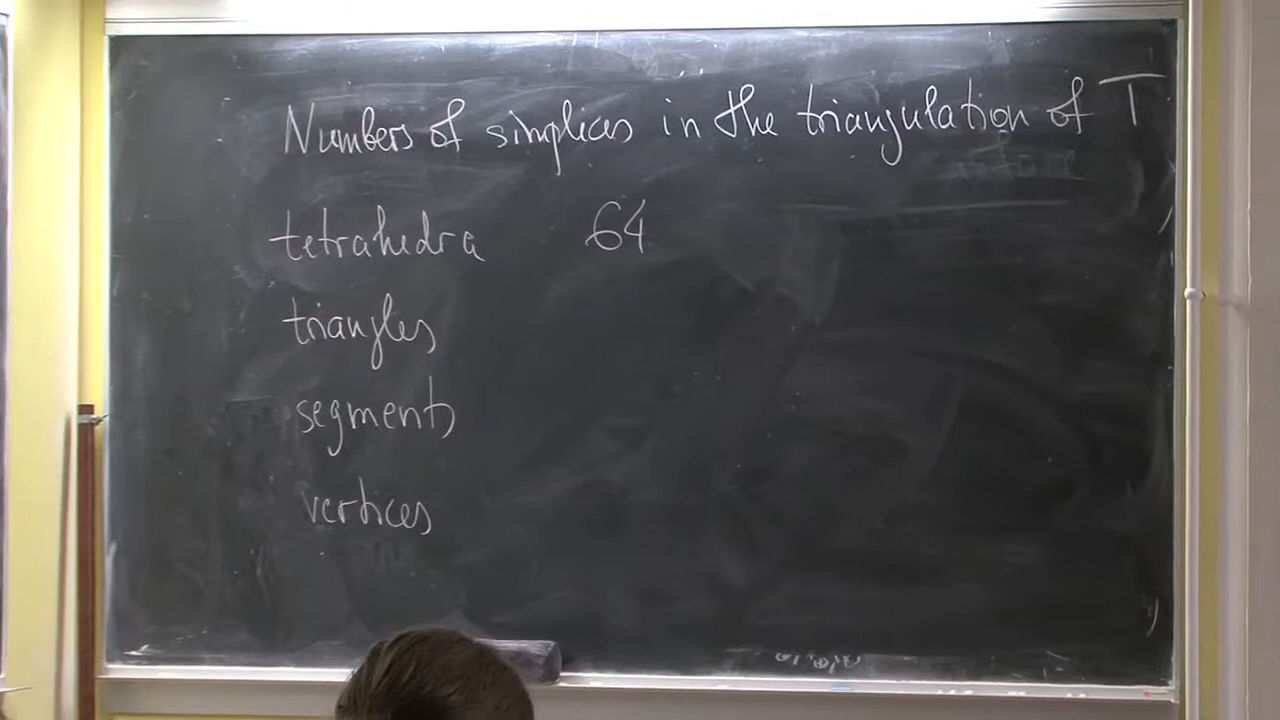 Numbers of simplices in the triangulation of T
tetrahedra 64
triangles
segments
vertices